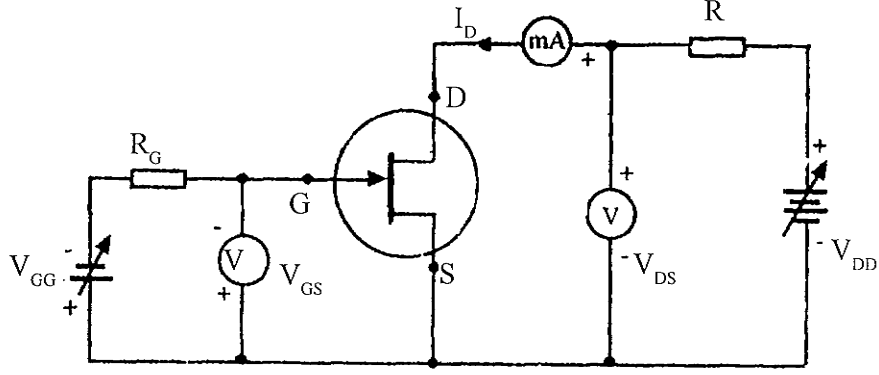 I_D
mA
+
R
D
R_G
G
+
+
-
V
-
V
V
V_GG
+
+
V_GS
S
-
V_DS
-
V_DD